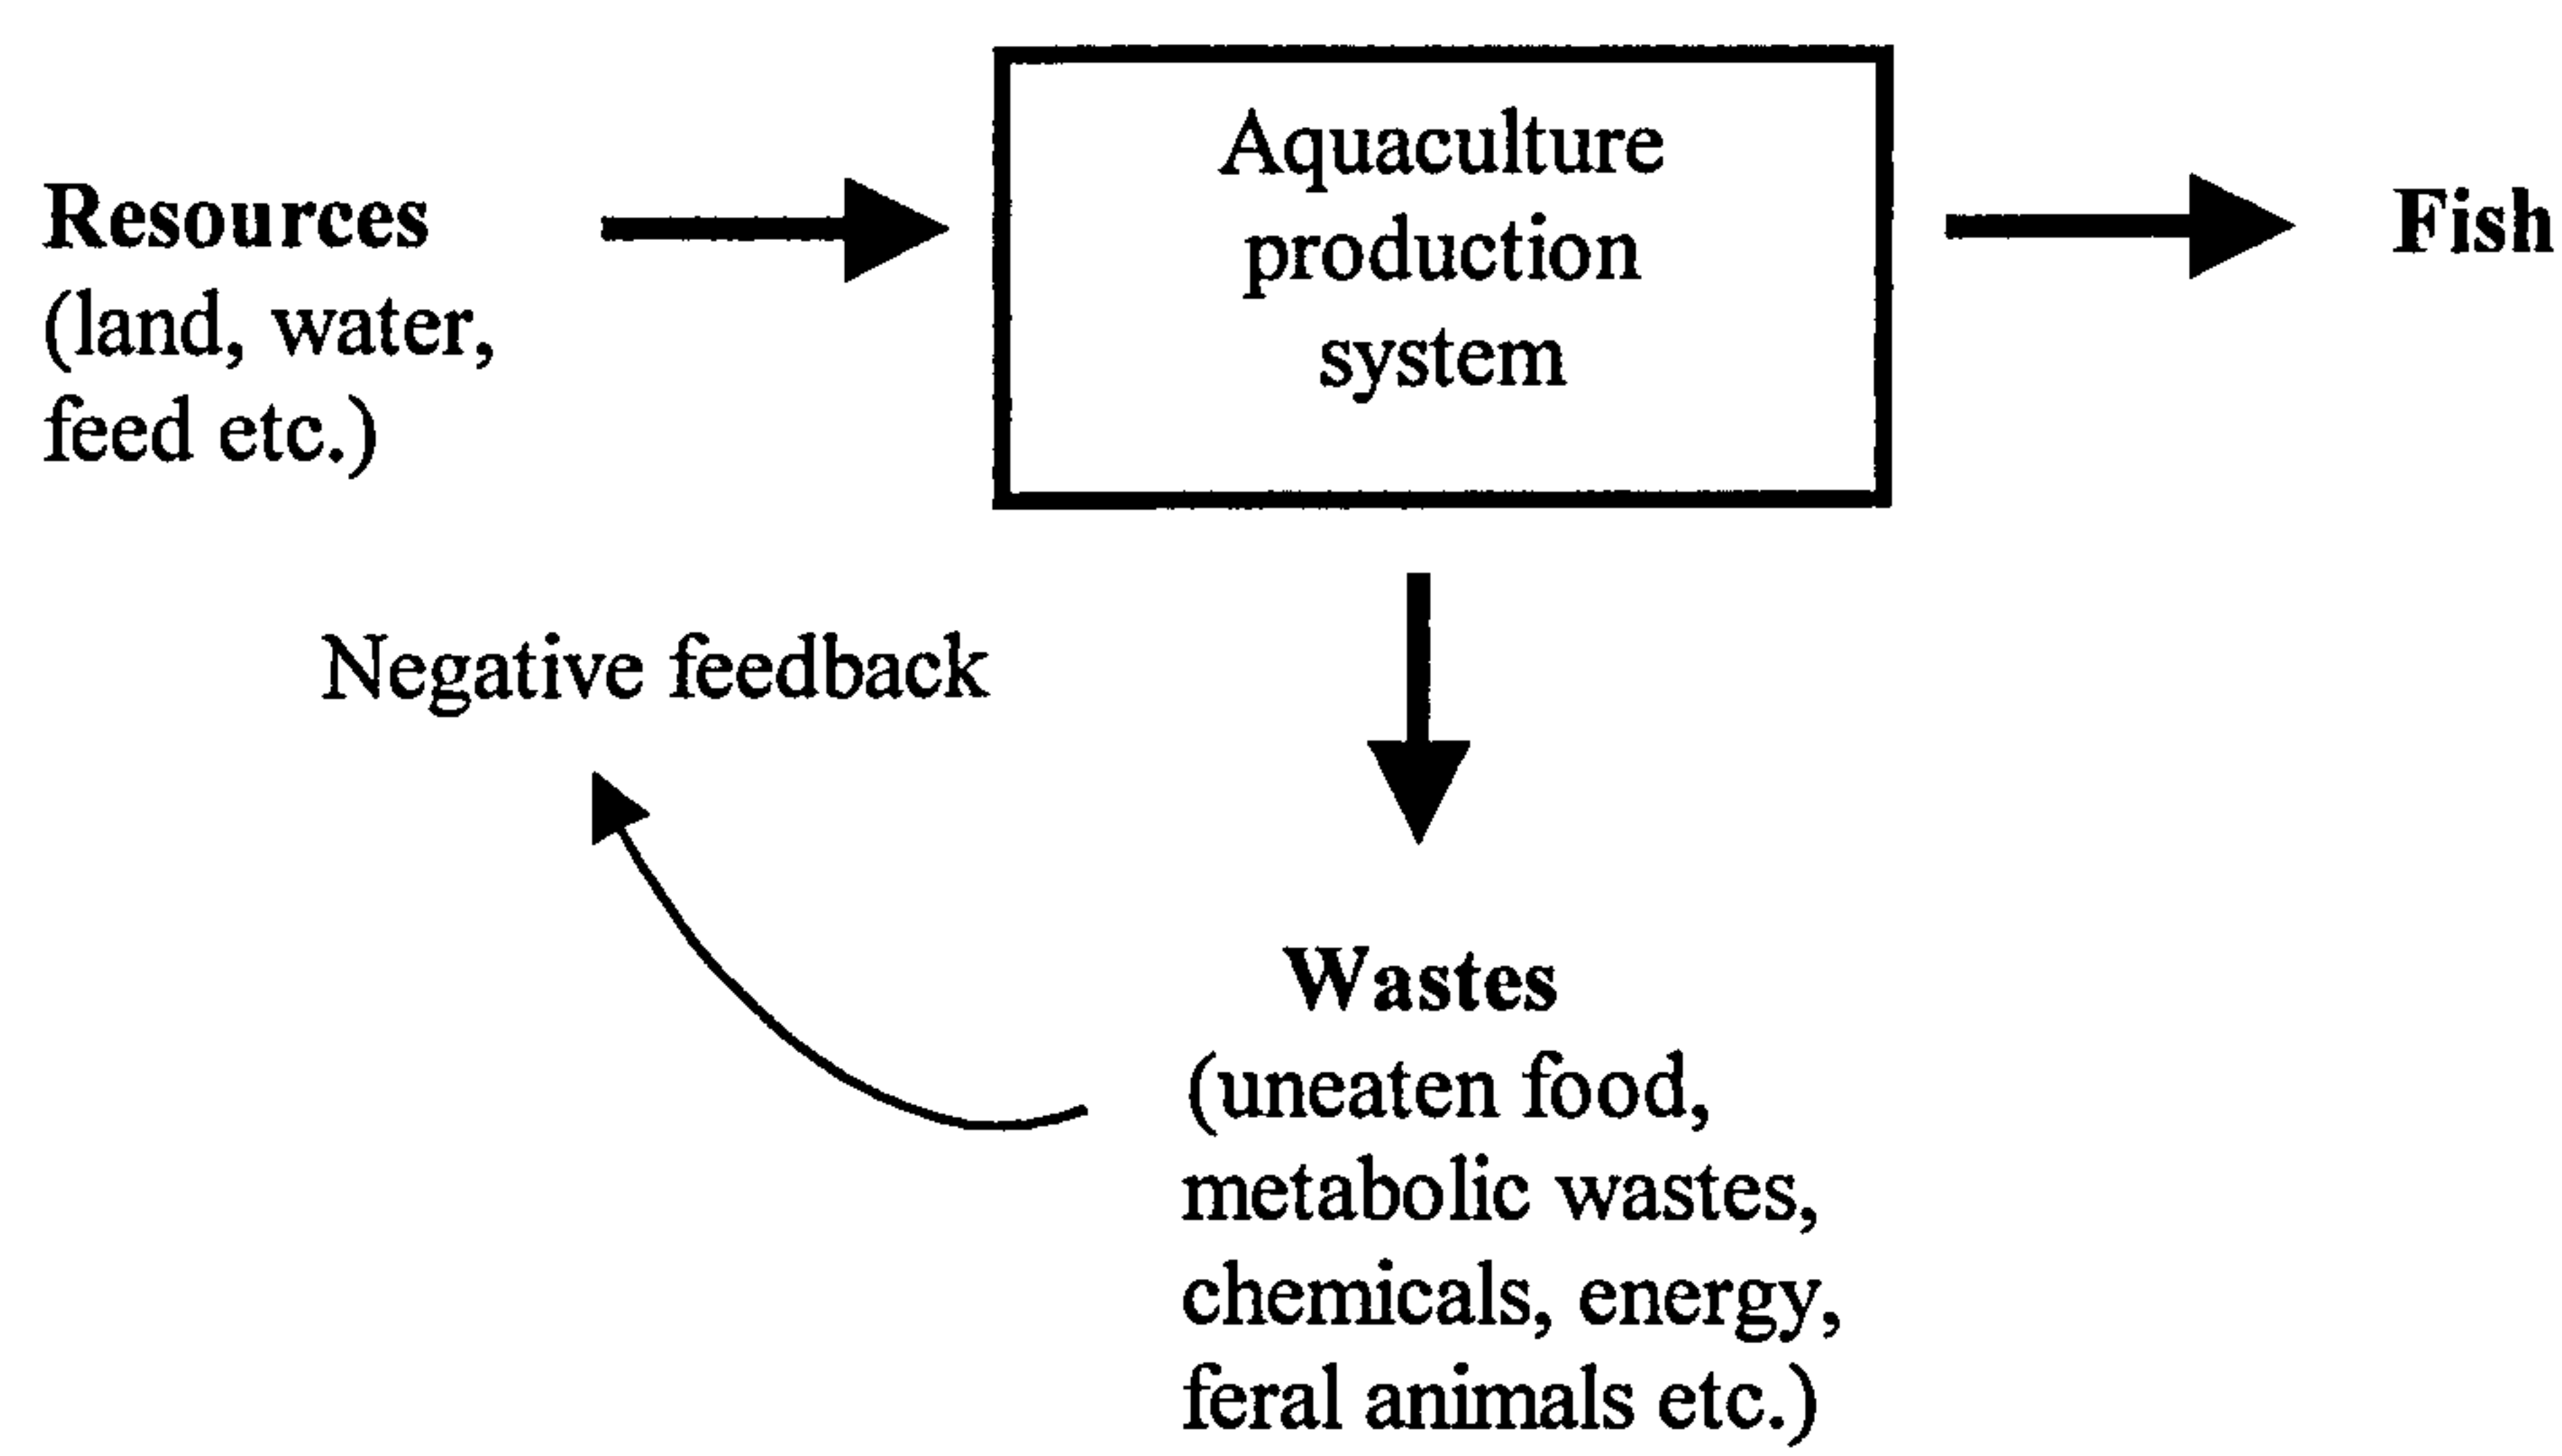 Resources
(land, water,
feed etc.)
Aquaculture
production
system
Fish
Negative feedback
Wastes
(uneaten food,
metabolic wastes,
chemicals, energy,
feral animals etc.)